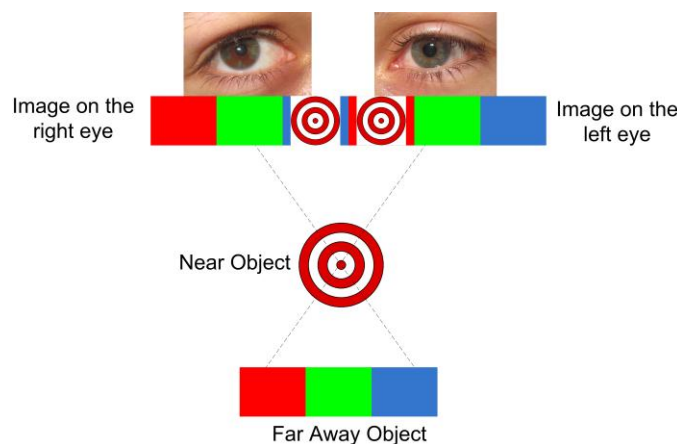 Image on the
right eye
Image on the
left eye
Near Object
Far Away Object